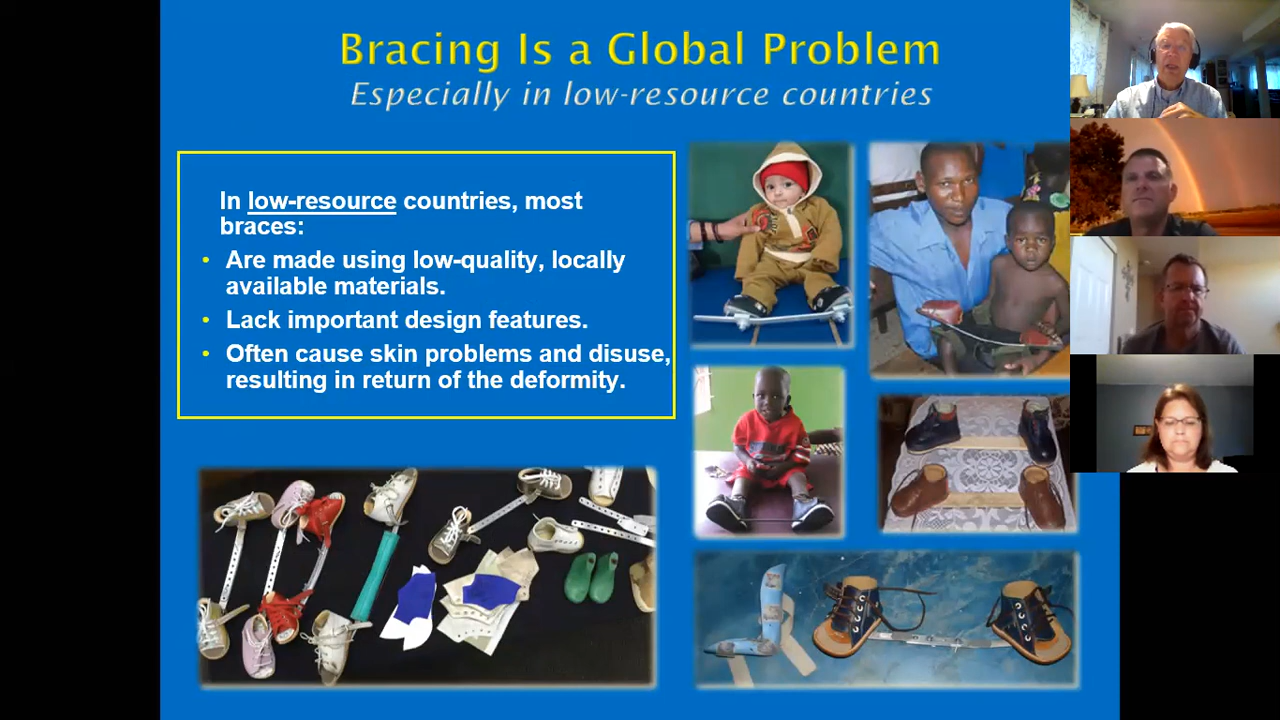 Bracing Is a Global Problem
Especially in low-resource countries
In low-resource countries, most
braces:
• Are made using low-quality, locally
available materials.
• Lack important design features.
• Often cause skin problems and disuse,
resulting in return of the deformity.